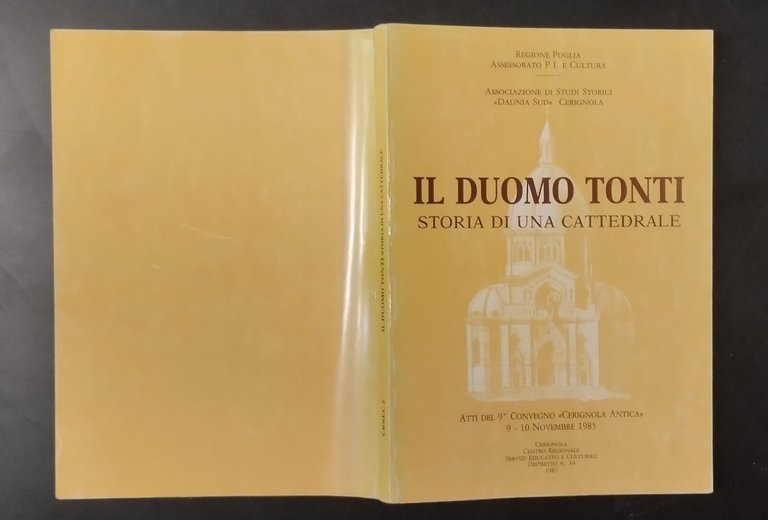 REGIONE PUGLIA
ASSESSORATO P.I. E CULTURA
ASSOCIAZIONE DI STUDI STORICI
«DAUNIA SUD» CERIGNOLA
IL DUOMO TONTI
STORIA DI UNA CATTEDRALE
ATTI DEL 9° CONVEGNO «CERIGNOLA ANTICA»
9 - 10 NOVEMBRE 1985
CERIGNOLA
CENTRO REGIONALE
SERVIZI EDUCATIVI E CULTURALI
DISTRETTO N. 34
1987
IL DUOMO TONTI STORIA DI UNA CATTEDRALE
CRSEC 2